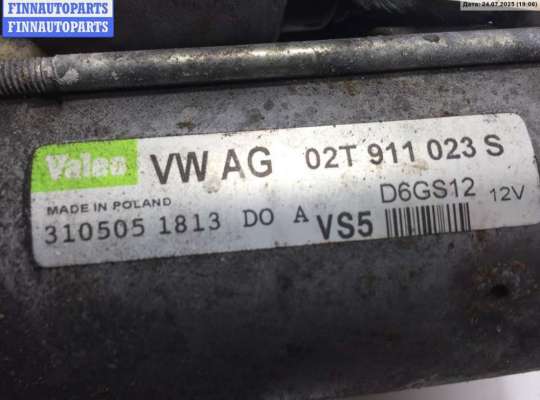 FINNAUTOPARTS
FINNAUTOPARTS
Дата: 24.07.2025 (19:06)
Valeo VW AG 02T 911 023 S
MADE IN POLAND D6GS12 12V
310505 1813 DO A VS5